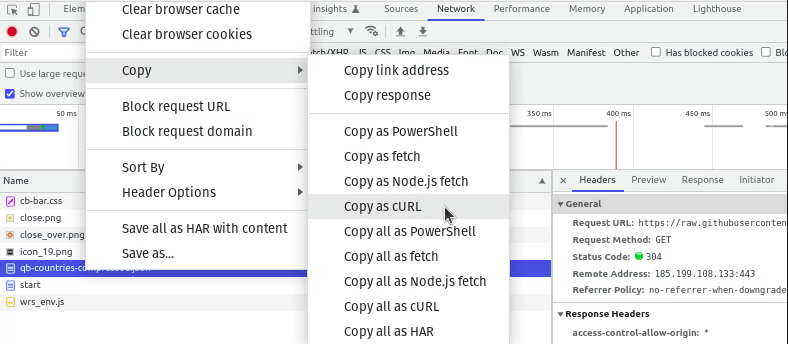 Elem
Insights
Sources
Network
Performance
Memory
Application
Lighthouse
Clear browser cache
Clear browser cookies
Filter
Fetch/XHR JS CSS Img Media Font Doc WS Wasm Manifest Other
Has blocked cookies
Use large reque
Show overview
Copy
Block request URL
Block request domain
Sort By
Header Options
Save all as HAR with content
Save as...
Copy link address
Copy response
Copy as PowerShell
Copy as fetch
Copy as Node.js fetch
Copy as cURL
Copy all as PowerShell
Copy all as fetch
Copy all as Node.js fetch
Copy all as cURL
Copy all as HAR
50 ms
350 ms
400 ms
450 ms
500 ms
Name
cb-bar.css
close.png
close_over.png
icon_19.png
qb-countries-compressed.json
start
wrs_env.js
Headers
Preview
Response
Initiator
General
Request URL: https://raw.githubuserconten
Request Method: GET
Status Code: 304
Remote Address: 185.199.108.133:443
Referrer Policy: no-referrer-when-downgrade
Response Headers
access-control-allow-origin: *